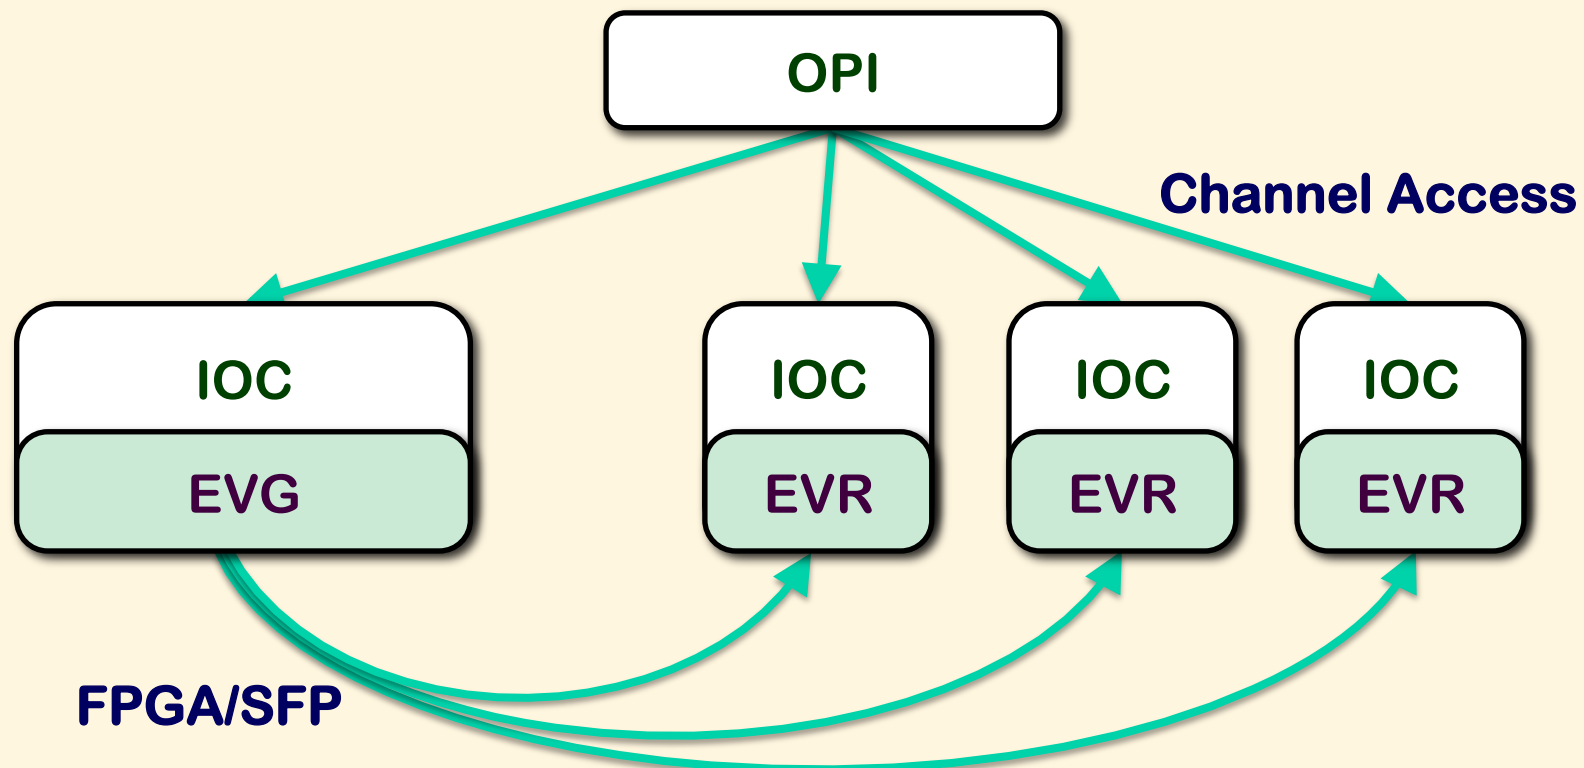 OPI
Channel Access
IOC
IOC
IOC
IOC
EVG
EVR
EVR
EVR
FPGA/SFP